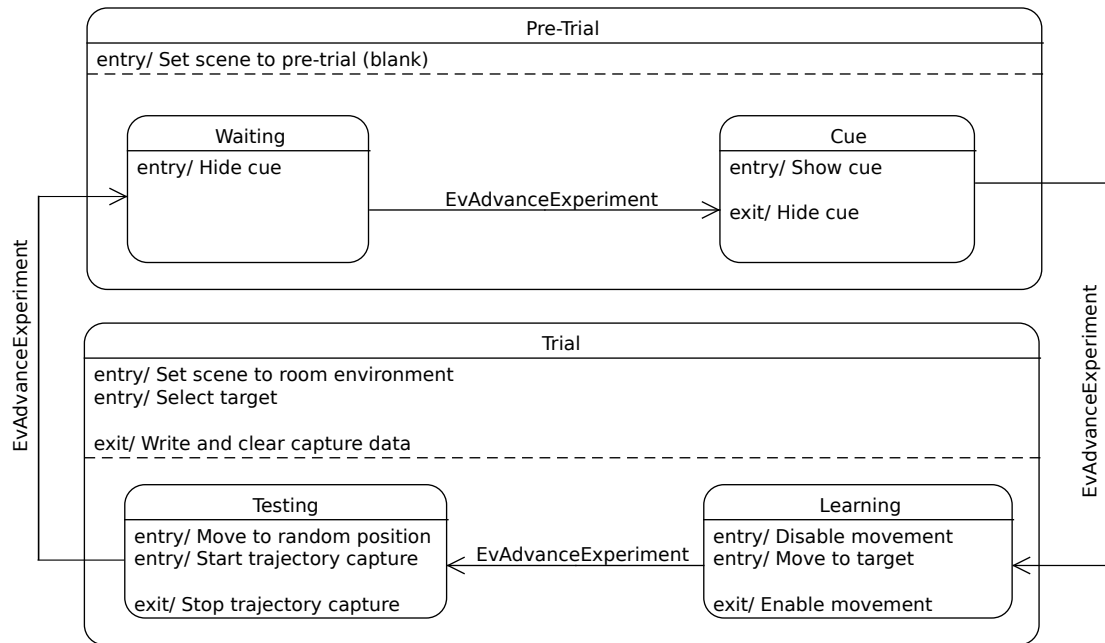 Pre-Trial
entry/ Set scene to pre-trial (blank)
Waiting
entry/ Hide cue
EvAdvanceExperiment
Cue
entry/ Show cue
exit/ Hide cue
EvAdvanceExperiment
EvAdvanceExperiment
Trial
entry/ Set scene to room environment
entry/ Select target
exit/ Write and clear capture data
Testing
entry/ Move to random position
entry/ Start trajectory capture
exit/ Stop trajectory capture
EvAdvanceExperiment
Learning
entry/ Disable movement
entry/ Move to target
exit/ Enable movement